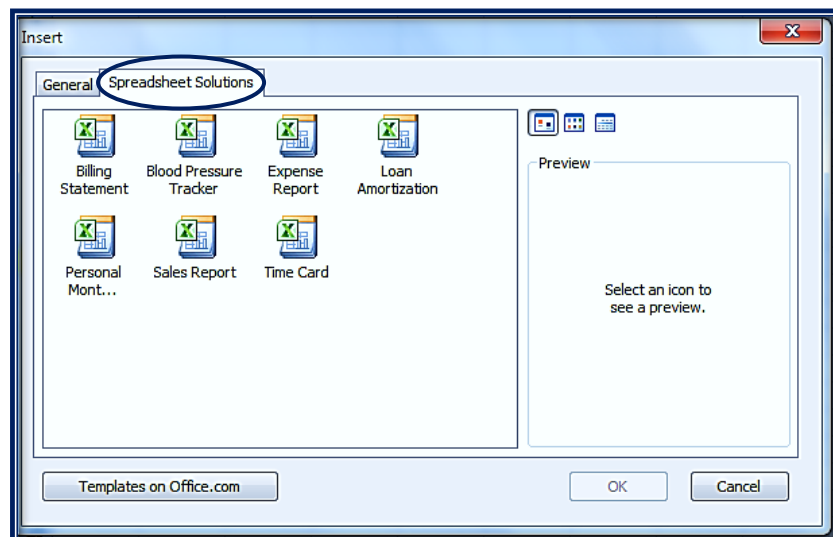 Insert
General
Spreadsheet Solutions
Billing
Statement
Blood Pressure
Tracker
Expense
Report
Loan
Amortization
Personal
Mont...
Sales Report
Time Card
Preview
Select an icon to
see a preview.
Templates on Office.com
OK
Cancel